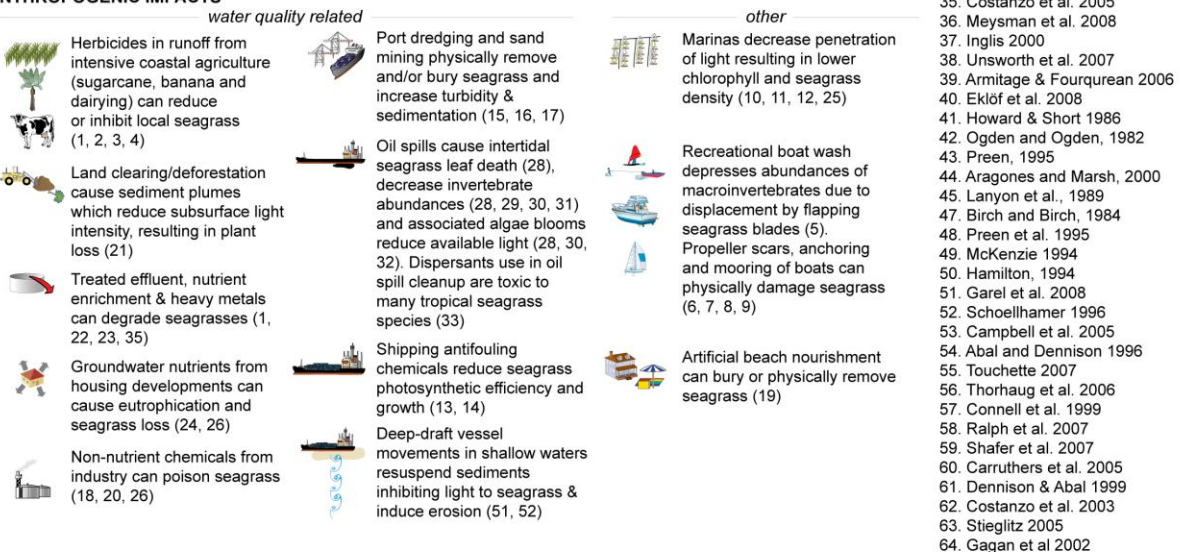 water quality related
Herbicides in runoff from
intensive coastal agriculture
(sugarcane, banana and
dairying) can reduce
or inhibit local seagrass
(1, 2, 3, 4)
Land clearing/deforestation
cause sediment plumes
which reduce subsurface light
intensity, resulting in plant
loss (21)
Treated effluent, nutrient
enrichment & heavy metals
can degrade seagrasses (1,
22, 23, 35)
Groundwater nutrients from
housing developments can
cause eutrophication and
seagrass loss (24, 26)
Non-nutrient chemicals from
industry can poison seagrass
(18, 20, 26)
Port dredging and sand
mining physically remove
and/or bury seagrass and
increase turbidity &
sedimentation (15, 16, 17)
Oil spills cause intertidal
seagrass leaf death (28),
decrease invertebrate
abundances (28, 29, 30, 31)
and associated algae blooms
reduce available light (28, 30,
32). Dispersants use in oil
spill cleanup are toxic to
many tropical seagrass
species (33)
Shipping antifouling
chemicals reduce seagrass
photosynthetic efficiency and
growth (13, 14)
Deep-draft vessel
movements in shallow waters
resuspend sediments
inhibiting light to seagrass &
induce erosion (51, 52)
other
Marinas decrease penetration
of light resulting in lower
chlorophyll and seagrass
density (10, 11, 12, 25)
Recreational boat wash
depresses abundances of
macroinvertebrates due to
displacement by flapping
seagrass blades (5).
Propeller scars, anchoring
and mooring of boats can
physically damage seagrass
(6, 7, 8, 9)
Artificial beach nourishment
can bury or physically remove
seagrass (19)
35. Costanzo et al. 2005
36. Meysman et al. 2008
37. Inglis 2000
38. Unsworth et al. 2007
39. Armitage & Fourqurean 2006
40. Eklöf et al. 2008
41. Howard & Short 1986
42. Ogden and Ogden, 1982
43. Preen, 1995
44. Aragones and Marsh, 2000
45. Lanyon et al., 1989
47. Birch and Birch, 1984
48. Preen et al. 1995
49. McKenzie 1994
50. Hamilton, 1994
51. Garel et al. 2008
52. Schoellhamer 1996
53. Campbell et al. 2005
54. Abal and Dennison 1996
55. Touchette 2007
56. Thorhaug et al. 2006
57. Connell et al. 1999
58. Ralph et al. 2007
59. Shafer et al. 2007
60. Carruthers et al. 2005
61. Dennison & Abal 1999
62. Costanzo et al. 2003
63. Stieglitz 2005
64. Gagan et al 2002